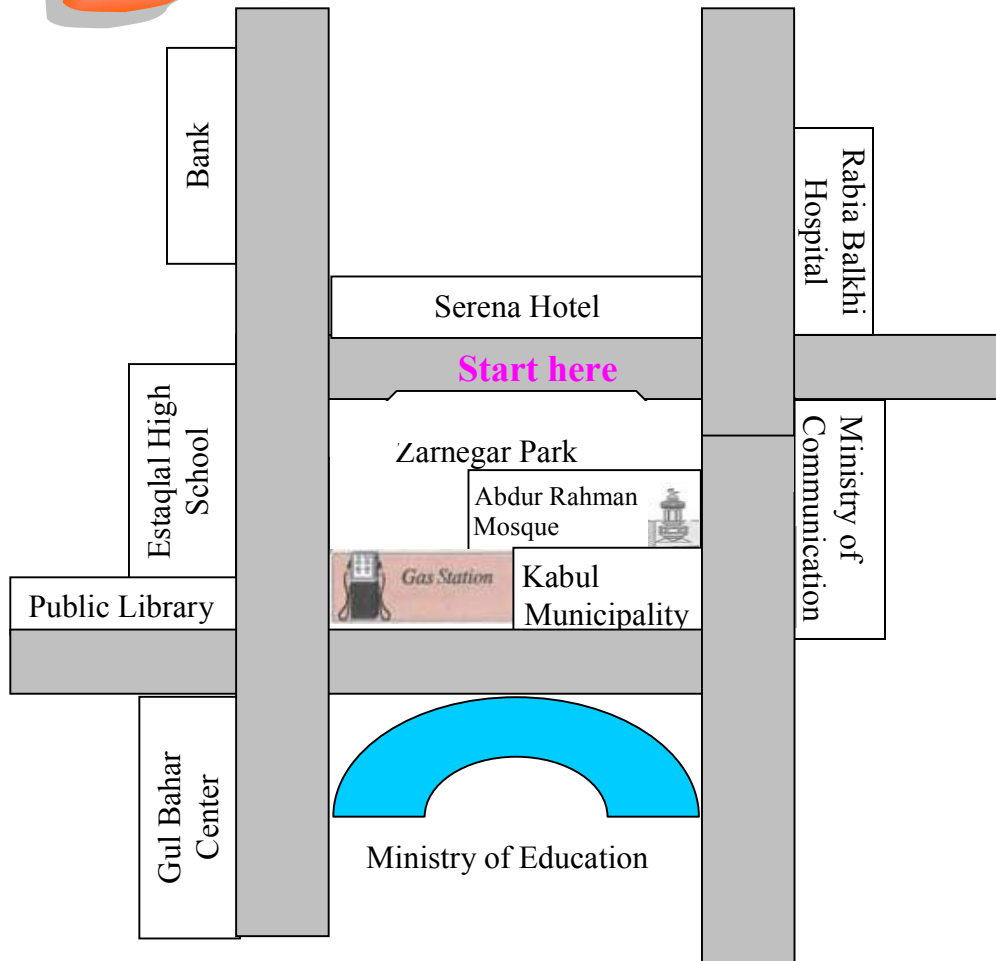 Bank
Rabia Balkhi
Hospital
Serena Hotel
Start here
Estaqlal High
School
Zarnegar Park
Ministry of
Communication
Abdur Rahman
Mosque
Gas Station
Kabul
Municipality
Public Library
Gul Bahar
Center
Ministry of Education